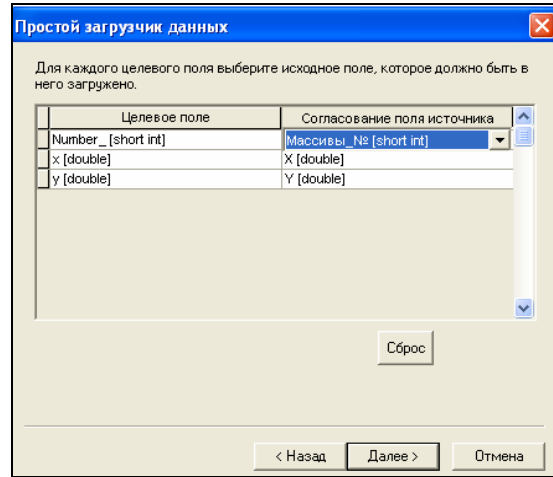 Простой загрузчик данных
Для каждого целевого поля выберите исходное поле, которое должно быть в
него загружено.
Целевое поле Согласование поля источника
Number_ [short int] Массивы_№ [short int]
x [double] X [double]
y [double] Y [double]
Сброс
< Назад Далее > Отмена